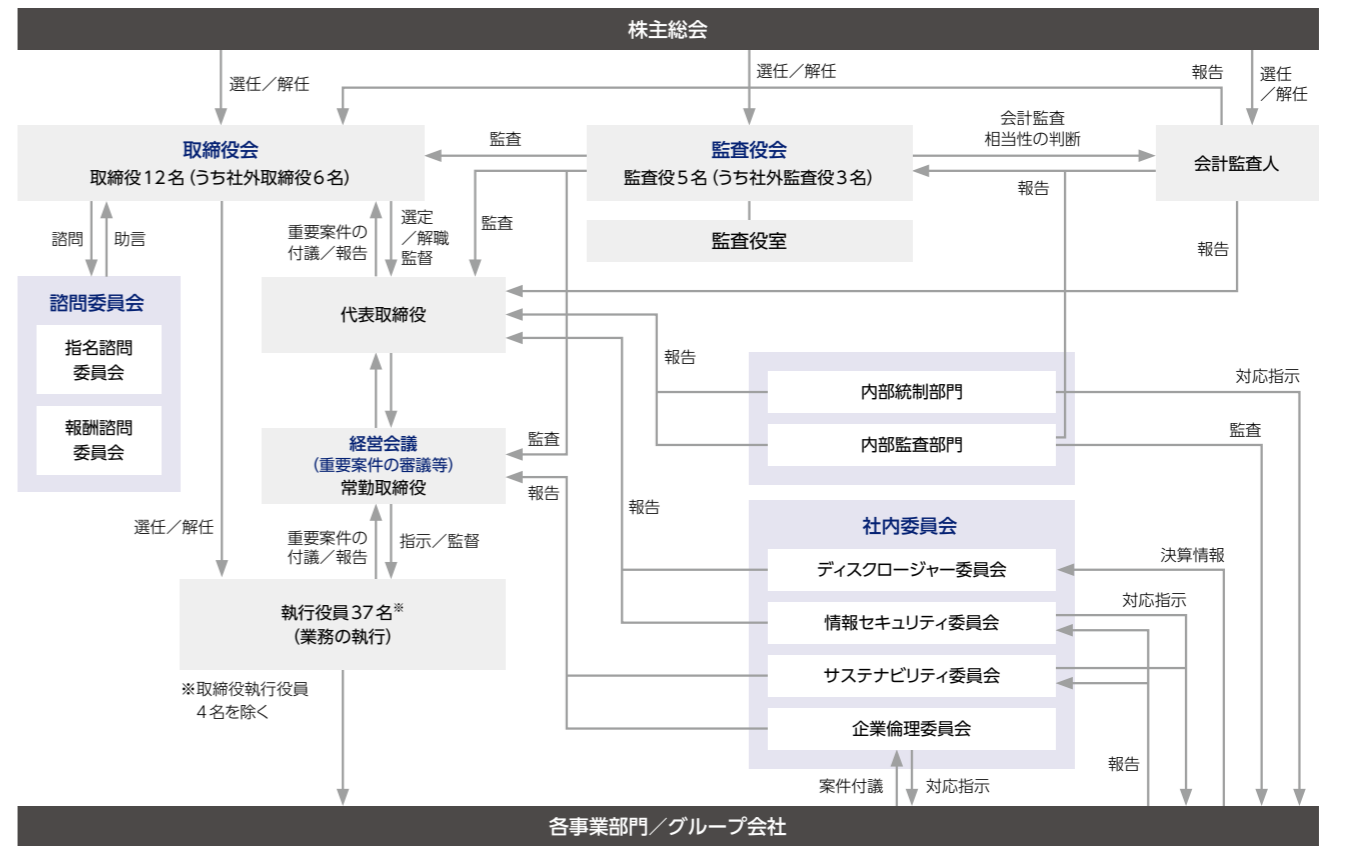 株主総会
選任／解任
選任／解任
報告
選任
／解任
取締役会
取締役12名（うち社外取締役6名）
監査
監査役会
監査役5名（うち社外監査役3名）
会計監査
相当性の判断
報告
会計監査人
監査役室
諮問
助言
重要案件の
付議／報告
選定
／解職
監督
監査
報告
諮問委員会
指名諮問
委員会
報酬諮問
委員会
代表取締役
報告
内部統制部門
対応指示
内部監査部門
監査
経営会議
（重要案件の審議等）
常勤取締役
監査
報告
報告
選任／解任
重要案件の
付議／報告
指示／監督
社内委員会
ディスクロージャー委員会
決算情報
情報セキュリティ委員会
対応指示
サステナビリティ委員会
企業倫理委員会
執行役員37名※
（業務の執行）
※取締役執行役員
4名を除く
案件付議
対応指示
報告
各事業部門／グループ会社